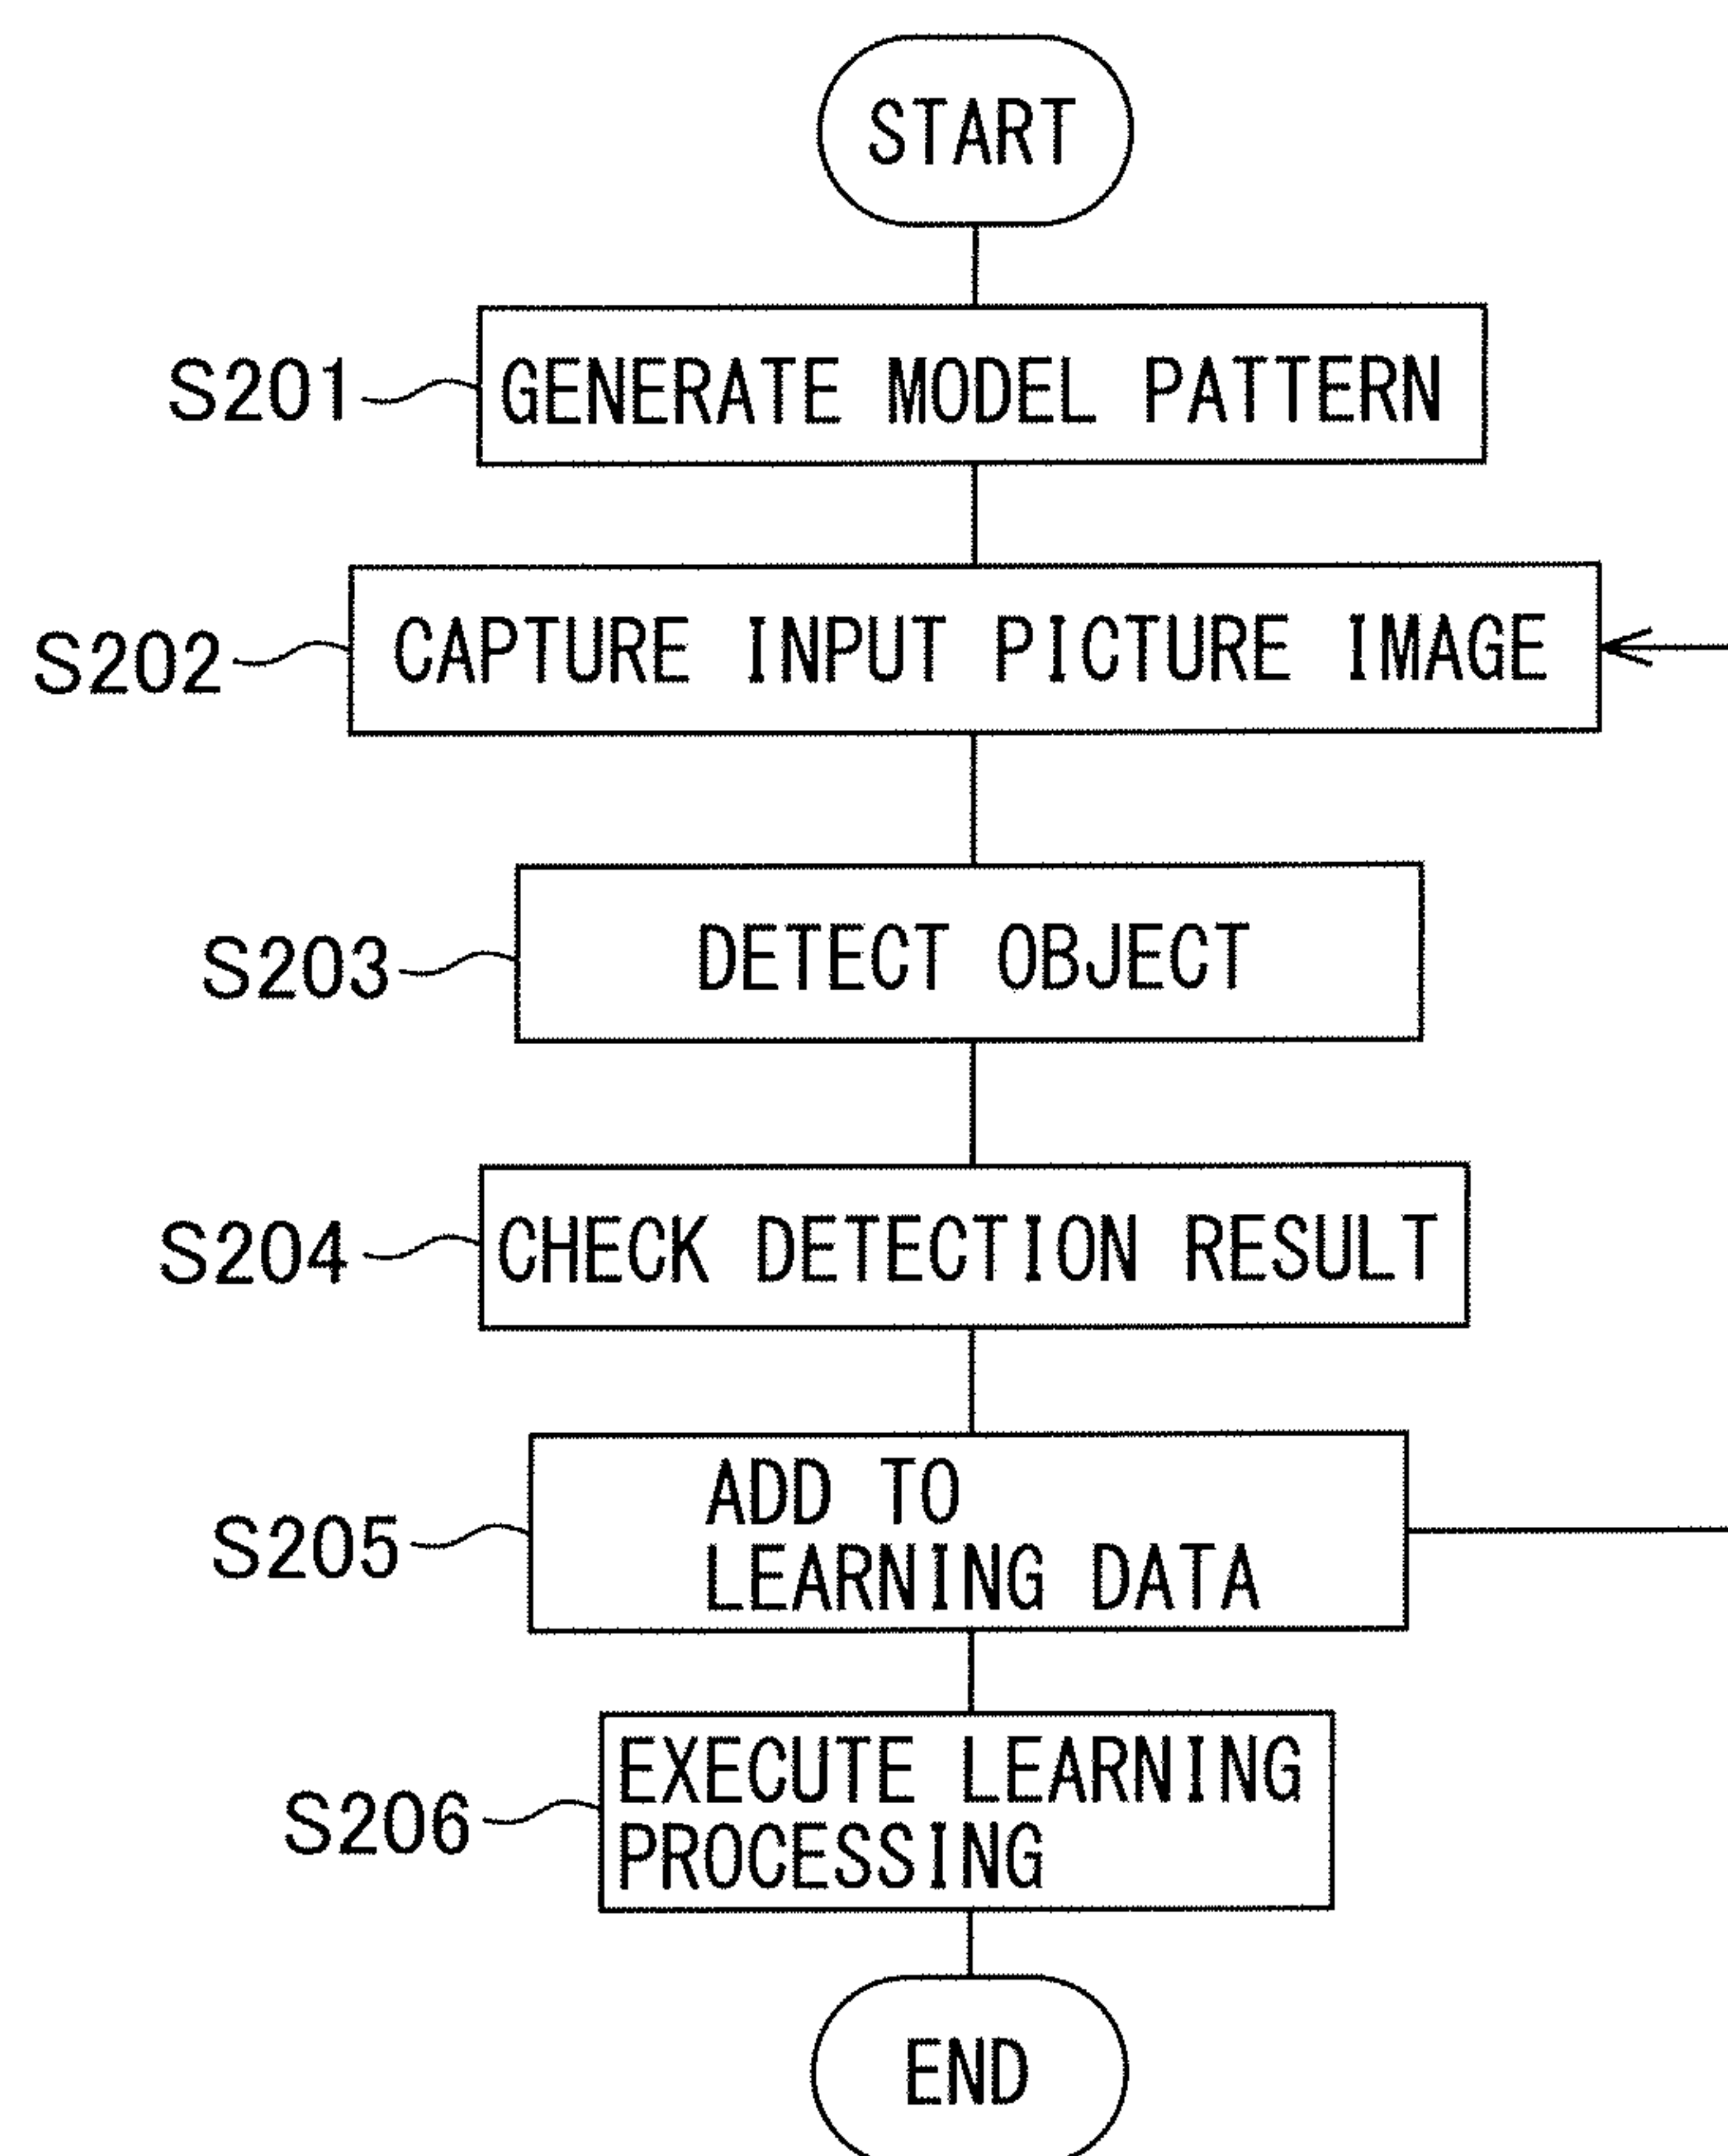 START
S201
GENERATE MODEL PATTERN
S202
CAPTURE INPUT PICTURE IMAGE
S203
DETECT OBJECT
S204
CHECK DETECTION RESULT
S205
ADD TO
LEARNING DATA
S206
EXECUTE LEARNING
PROCESSING
END